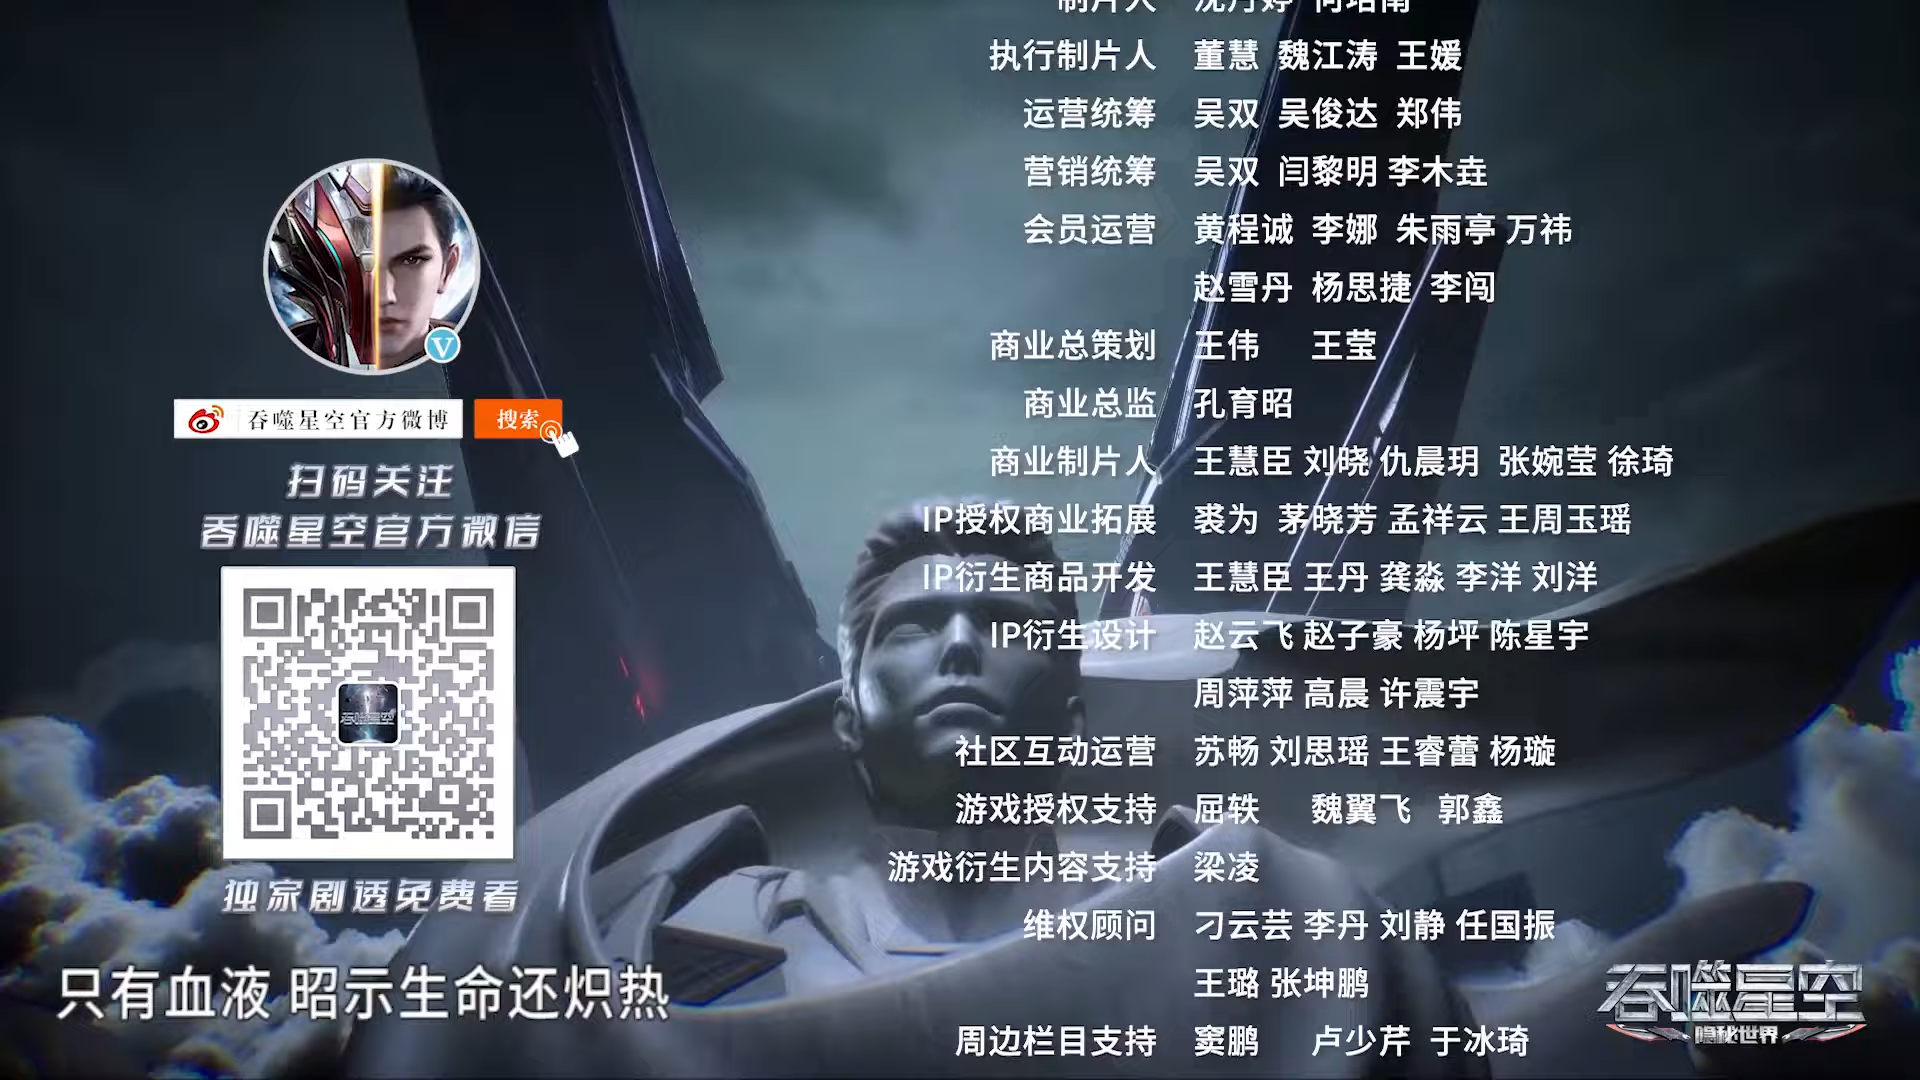 V
吞噬星空官方微博
搜索
扫码关注
吞噬星空官方微信
吞噬星空
独家剧透免费看
只有血液 昭示生命还炽热
执行制片人 董慧 魏江涛 王媛
运营统筹 吴双 吴俊达 郑伟
营销统筹 吴双 闫黎明 李木垚
会员运营 黄程诚 李娜 朱雨亭 万祎
赵雪丹 杨思捷 李闯
商业总策划 王伟 王莹
商业总监 孔育昭
商业制片人 王慧臣 刘晓 仇晨玥 张婉莹 徐琦
IP授权商业拓展 裘为 茅晓芳 孟祥云 王周玉瑶
IP衍生商品开发 王慧臣 王丹 龚淼 李洋 刘洋
IP衍生设计 赵云飞 赵子豪 杨坪 陈星宇
周萍萍 高晨 许震宇
社区互动运营 苏畅 刘思瑶 王睿蕾 杨璇
游戏授权支持 屈轶 魏翼飞 郭鑫
游戏衍生内容支持 梁凌
维权顾问 刁云芸 李丹 刘静 任国振
王璐 张坤鹏
周边栏目支持 窦鹏 卢少芹 于冰琦
吞噬星空
隐秘世界